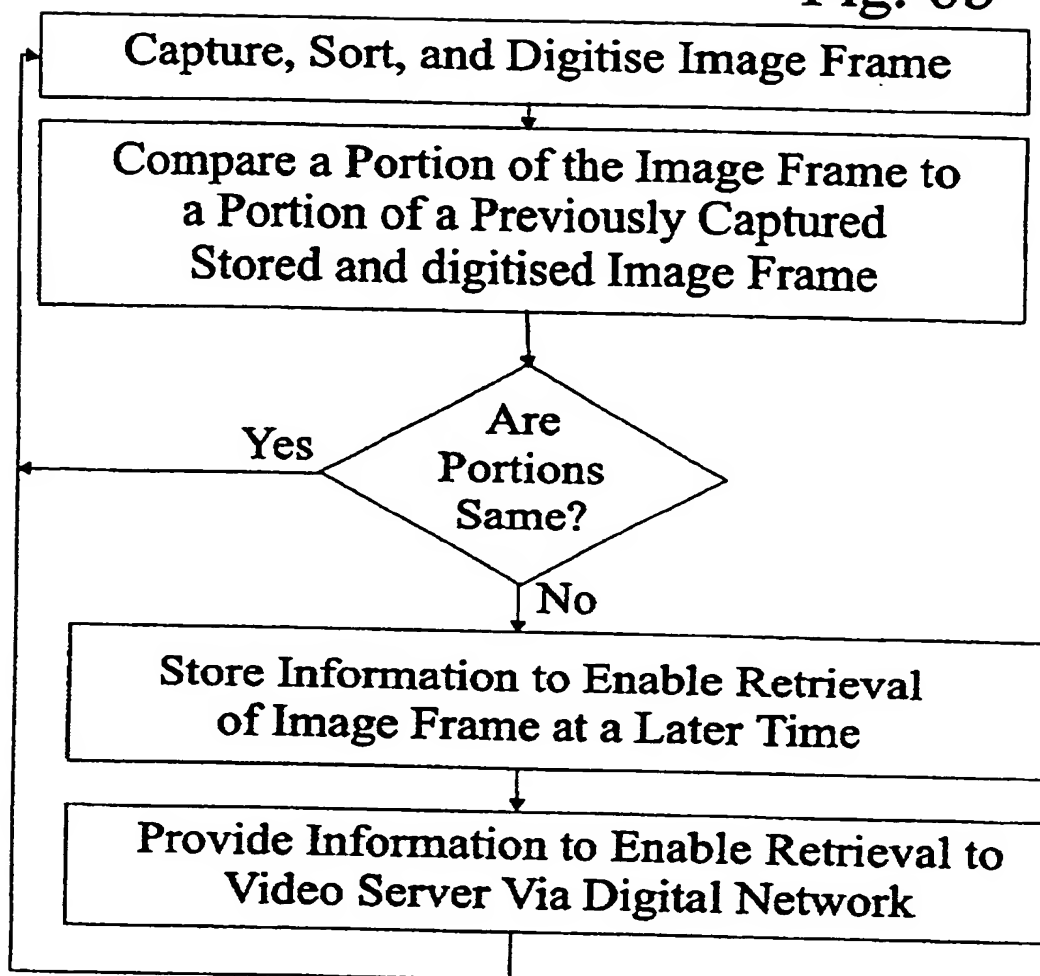 Fig.
Capture, Sort, and Digitise Image Frame
Compare a Portion of the Image Frame to
a Portion of a Previously Captured
Stored and digitised Image Frame
Are
Portions
Same?
Yes
No
Store Information to Enable Retrieval
of Image Frame at a Later Time
Provide Information to Enable Retrieval to
Video Server Via Digital Network